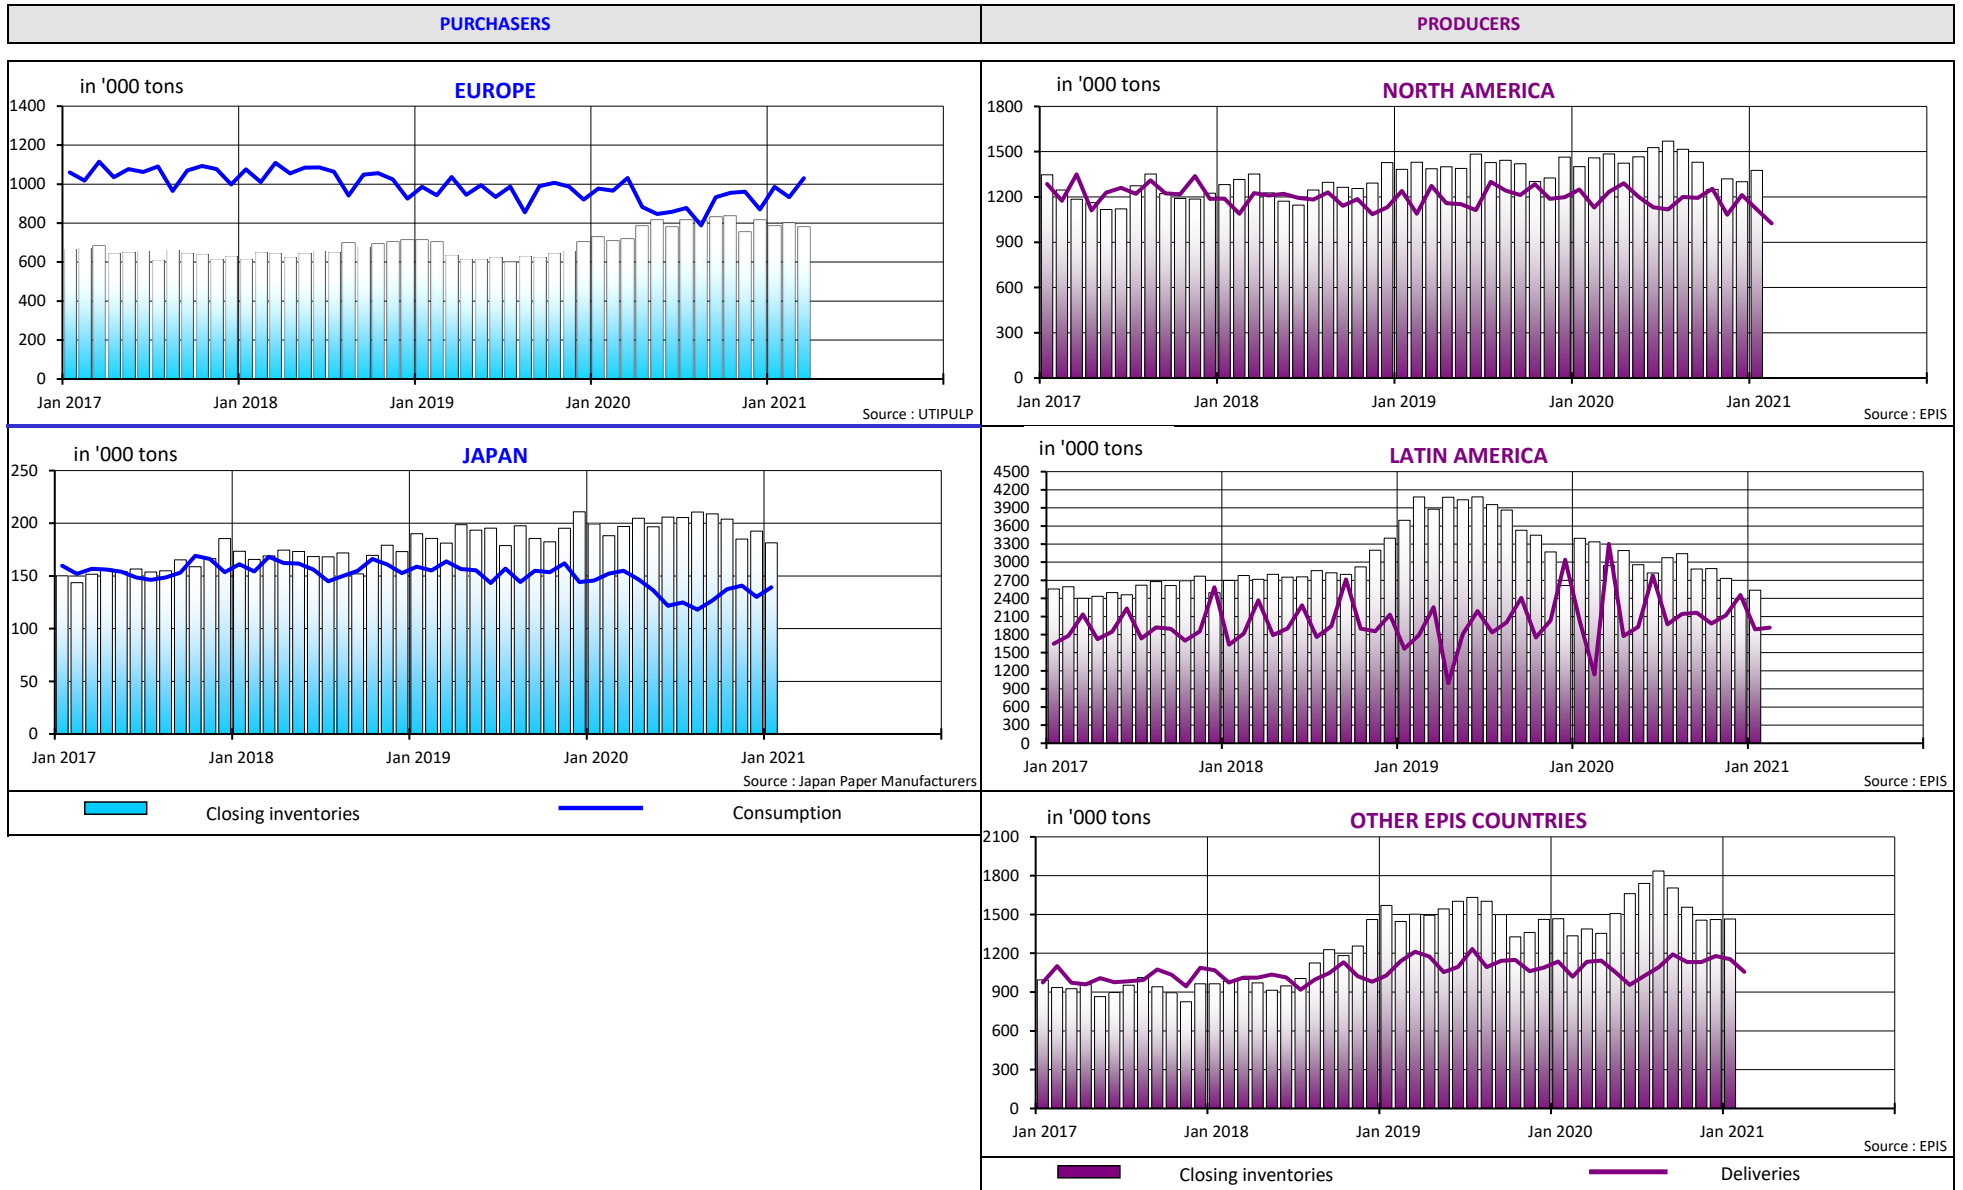 PURCHASERS
PRODUCERS
in '000 tons
EUROPE
1400
1200
1000
800
600
400
200
0
Jan 2017 Jan 2018 Jan 2019 Jan 2020 Jan 2021
Source : UTIPULP
in '000 tons
NORTH AMERICA
1800
1500
1200
900
600
300
0
Jan 2017 Jan 2018 Jan 2019 Jan 2020 Jan 2021
Source : EPIS
in '000 tons
JAPAN
250
200
150
100
50
0
Jan 2017 Jan 2018 Jan 2019 Jan 2020 Jan 2021
Source : Japan Paper Manufacturers
Closing inventories
Consumption
in '000 tons
LATIN AMERICA
4500
4200
3900
3600
3300
3000
2700
2400
2100
1800
1500
1200
900
600
300
0
Jan 2017 Jan 2018 Jan 2019 Jan 2020 Jan 2021
Source : EPIS
in '000 tons
OTHER EPIS COUNTRIES
2100
1800
1500
1200
900
600
300
0
Jan 2017 Jan 2018 Jan 2019 Jan 2020 Jan 2021
Source : EPIS
Closing inventories
Deliveries